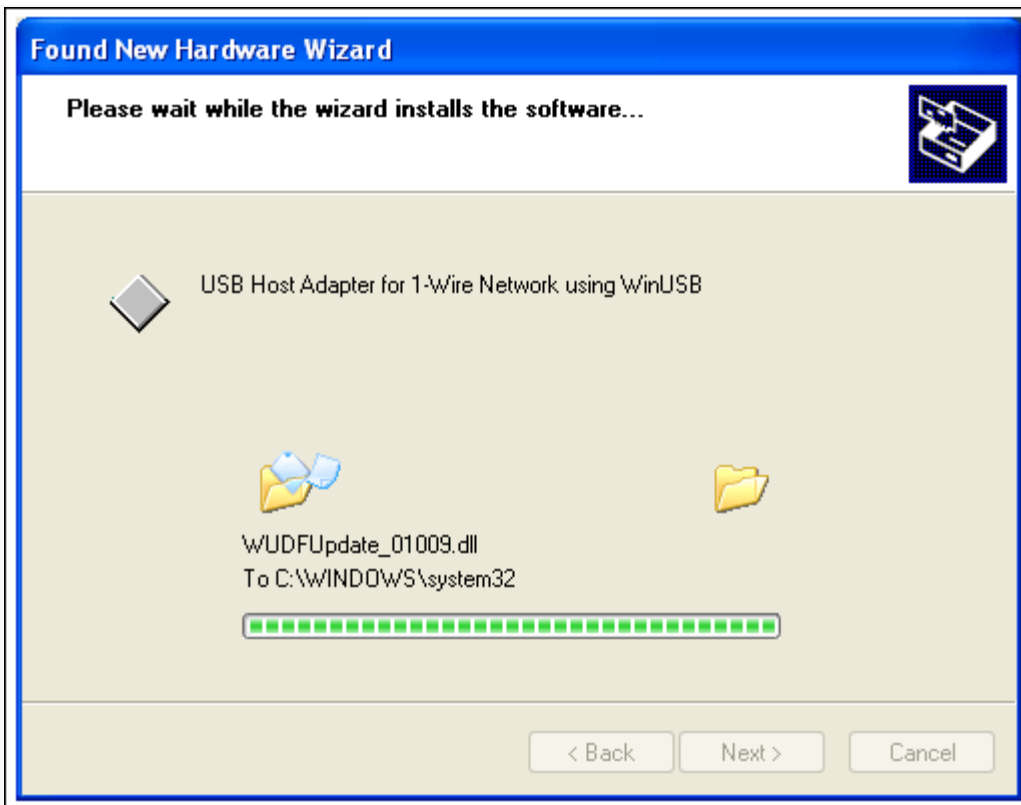 Found New Hardware Wizard
Please wait while the wizard installs the software...
USB Host Adapter for 1-Wire Network using WinUSB
WUDFUpdate_01009.dll
To C:\WINDOWS\system32
< Back Next > Cancel